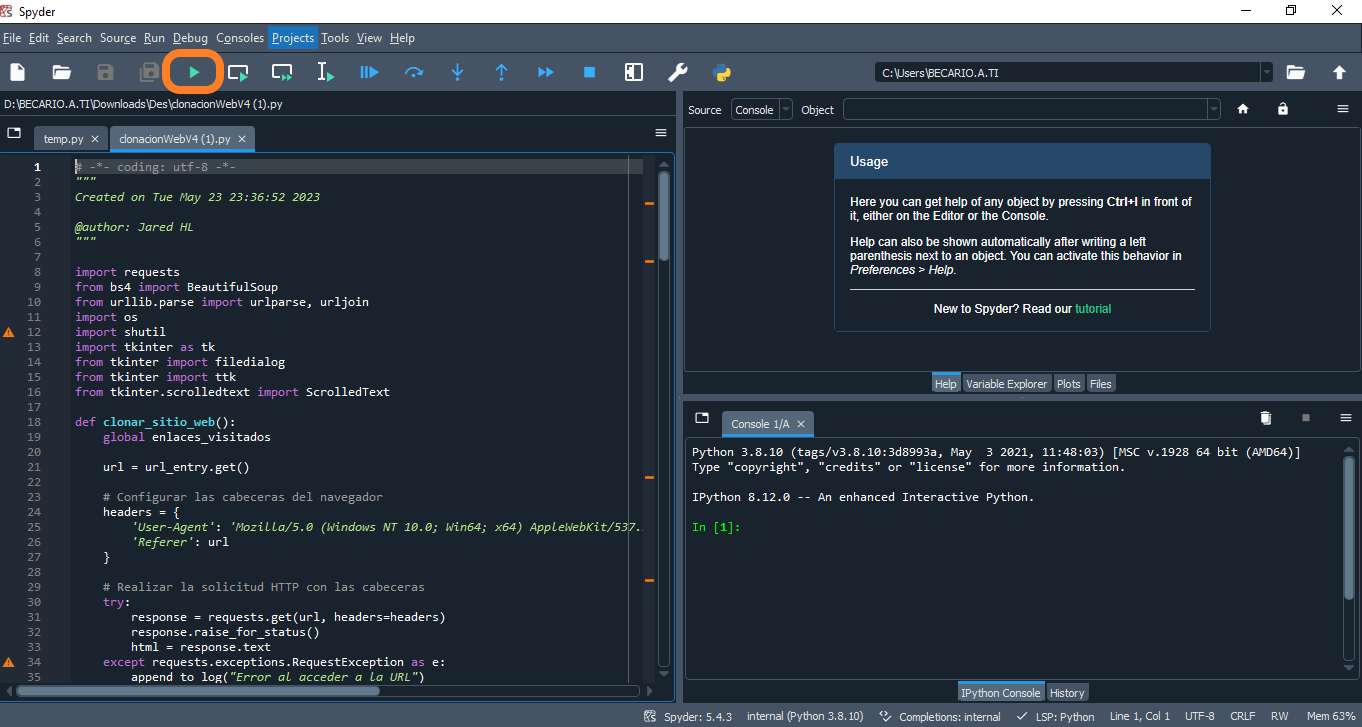 Spyder
File Edit Search Source Run Debug Consoles Projects Tools View Help
C:\Users\BECARIO.A.TI
D:\BECARIO.A.TI\Downloads\Des\clonacionWebV4 (1).py
temp.py
clonacionWebV4 (1).py
1 # -*- coding: utf-8 -*-
2 """
3 Created on Tue May 23 23:36:52 2023
4
5 @author: Jared HL
6 """
7
8 import requests
9 from bs4 import BeautifulSoup
10 from urllib.parse import urlparse, urljoin
11 import os
12 import shutil
13 import tkinter as tk
14 from tkinter import filedialog
15 from tkinter import ttk
16 from tkinter.scrolledtext import ScrolledText
17
18 def clonar_sitio_web():
19 global enlaces_visitados
20
21 url = url_entry.get()
22
23 # Configurar las cabeceras del navegador
24 headers = {
25 'User-Agent': 'Mozilla/5.0 (Windows NT 10.0; Win64; x64) AppleWebKit/537.
26 'Referer': url
27 }
28
29 # Realizar la solicitud HTTP con las cabeceras
30 try:
31 response = requests.get(url, headers=headers)
32 response.raise_for_status()
33 html = response.text
34 except requests.exceptions.RequestException as e:
35 append_to_log("Error al acceder a la URL")
Source Console Object
Usage
Here you can get help of any object by pressing Ctrl+I in front of
it, either on the Editor or the Console.
Help can also be shown automatically after writing a left
parenthesis next to an object. You can activate this behavior in
Preferences > Help.
New to Spyder? Read our tutorial
Help Variable Explorer Plots Files
Console 1/A
Python 3.8.10 (tags/v3.8.10:3d8993a, May  3 2021, 11:48:03) [MSC v.1928 64 bit (AMD64)]
Type "copyright", "credits" or "license" for more information.
IPython 8.12.0 -- An enhanced Interactive Python.
In [1]:
IPython Console History
Spyder: 5.4.3 internal (Python 3.8.10) Completions: internal LSP: Python Line 1, Col 1 UTF-8 CRLF RW Mem 63%